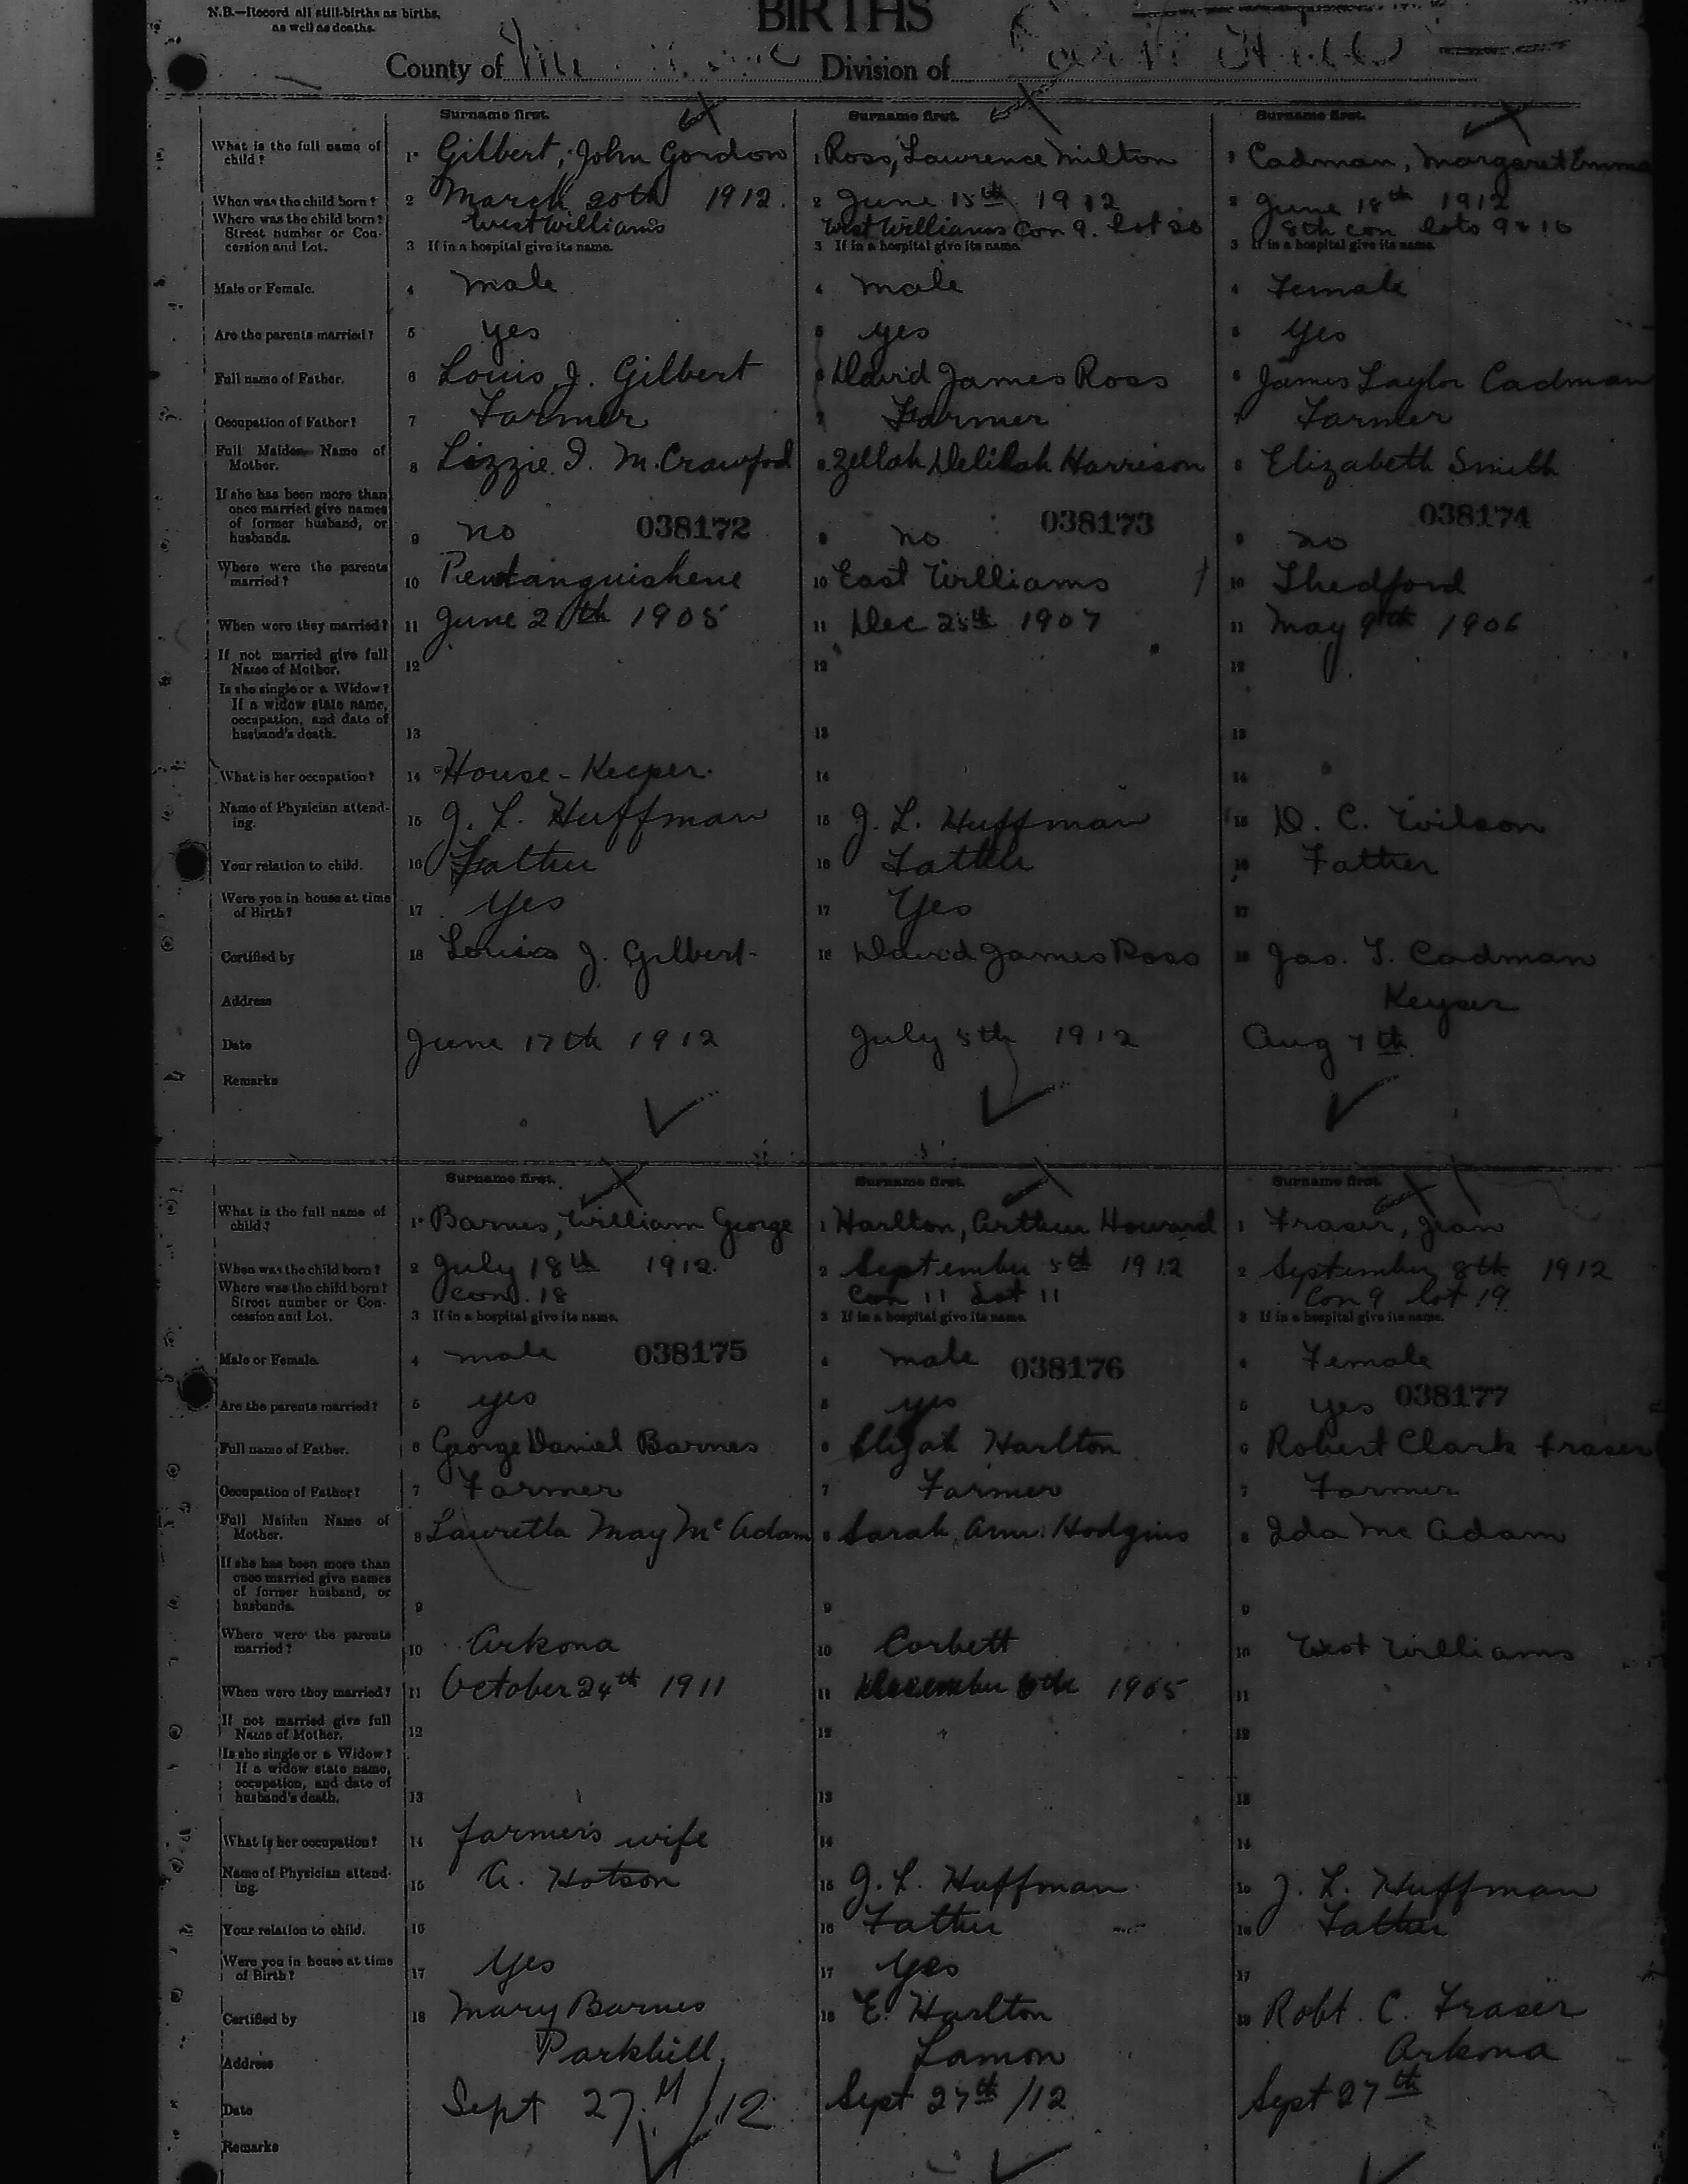 N.B.—Record all still-births as births,
as well as deaths.
BIRTHS
County of
Division of
Surname first.
Surname first.
Surname first.
What is the full name of
child?
1 Gilbert, John Gordon
1 Ross, Lawrence Milton
1 Cadman, Margaret Emma
When was the child born?
2 March 20th 1912.
2 June 15th 1912
2 June 18th 1912
Where was the child born?
Street number or Con-
cession and Lot.
West Williams
West Williams Con 9. Lot 20
8th con lots 9 & 10
3 If in a hospital give its name.
3 If in a hospital give its name.
3 If in a hospital give its name.
Male or Female.
4 male
4 male
4 Female
Are the parents married?
5 yes
5 yes
5 yes
Full name of Father.
6 Louis J. Gilbert
6 David James Ross
6 James Taylor Cadman
Occupation of Father?
7 Farmer
7 Farmer
7 Farmer
Full Maiden Name of
Mother.
8 Lizzie I. M. Crawford
8 Zellah Delilah Harrison
8 Elizabeth Smith
If she has been more than
once married give names
of former husband, or
husbands.
9 no 038172
9 no 038173
9 no 038174
Where were the parents
married?
10 Penetanguishene
10 East Williams
10 Thedford
When were they married?
11 June 20th 1905
11 Dec 25th 1907
11 May 9th 1906
If not married give full
Name of Mother.
12
12
12
Is she single or a Widow?
If a widow state name,
occupation, and date of
husband's death.
13
13
13
What is her occupation?
14 House-Keeper.
14
14
Name of Physician attend-
ing.
15 J. L. Huffman
15 J. L. Huffman
15 D. C. Wilson
Your relation to child.
16 Father
16 Father
16 Father
Were you in house at time
of Birth?
17 yes
17 Yes
17
Certified by
18 Louis J. Gilbert
18 David James Ross
18 Jas. T. Cadman
Address
Keyser
Date
June 17th 1912
July 5th 1912
Aug 7th
Remarks
Surname first.
Surname first.
Surname first.
What is the full name of
child?
1 Barnes, William George
1 Harlton, Arthur Howard
1 Fraser, Jean
When was the child born?
2 July 18th 1912.
2 September 5th 1912
2 September 8th 1912
Where was the child born?
Street number or Con-
cession and Lot.
Con. 18
Con 11 Lot 11
Con 9 Lot 19
3 If in a hospital give its name.
3 If in a hospital give its name.
3 If in a hospital give its name.
Male or Female.
4 male 038175
4 male 038176
4 Female
Are the parents married?
5 yes
5 yes
5 yes 038177
Full name of Father.
6 George Daniel Barnes
6 Elijah Harlton
6 Robert Clark Fraser
Occupation of Father?
7 Farmer
7 Farmer
7 Farmer
Full Maiden Name of
Mother.
8 Lauretta May McAdam
8 Sarah Ann Hodgins
8 Ida McAdam
If she has been more than
once married give names
of former husband, or
husbands.
9
9
9
Where were the parents
married?
10 Arkona
10 Corbett
10 West Williams
When were they married?
11 October 24th 1911
11 December 6th 1905
11
If not married give full
Name of Mother.
12
12
12
Is she single or a Widow?
If a widow state name,
occupation, and date of
husband's death.
13
13
13
What is her occupation?
14 farmer's wife
14
14
Name of Physician attend-
ing.
15 A. Hotson
15 J. L. Huffman
15 J. L. Huffman
Your relation to child.
16
16 Father
16 Father
Were you in house at time
of Birth?
17 yes
17 yes
17
Certified by
18 Mary Barnes
18 E. Harlton
18 Robt. C. Fraser
Address
Parkhill
Lamon
Arkona
Date
Sept 27th /12
Sept 27th /12
Sept 27th
Remarks